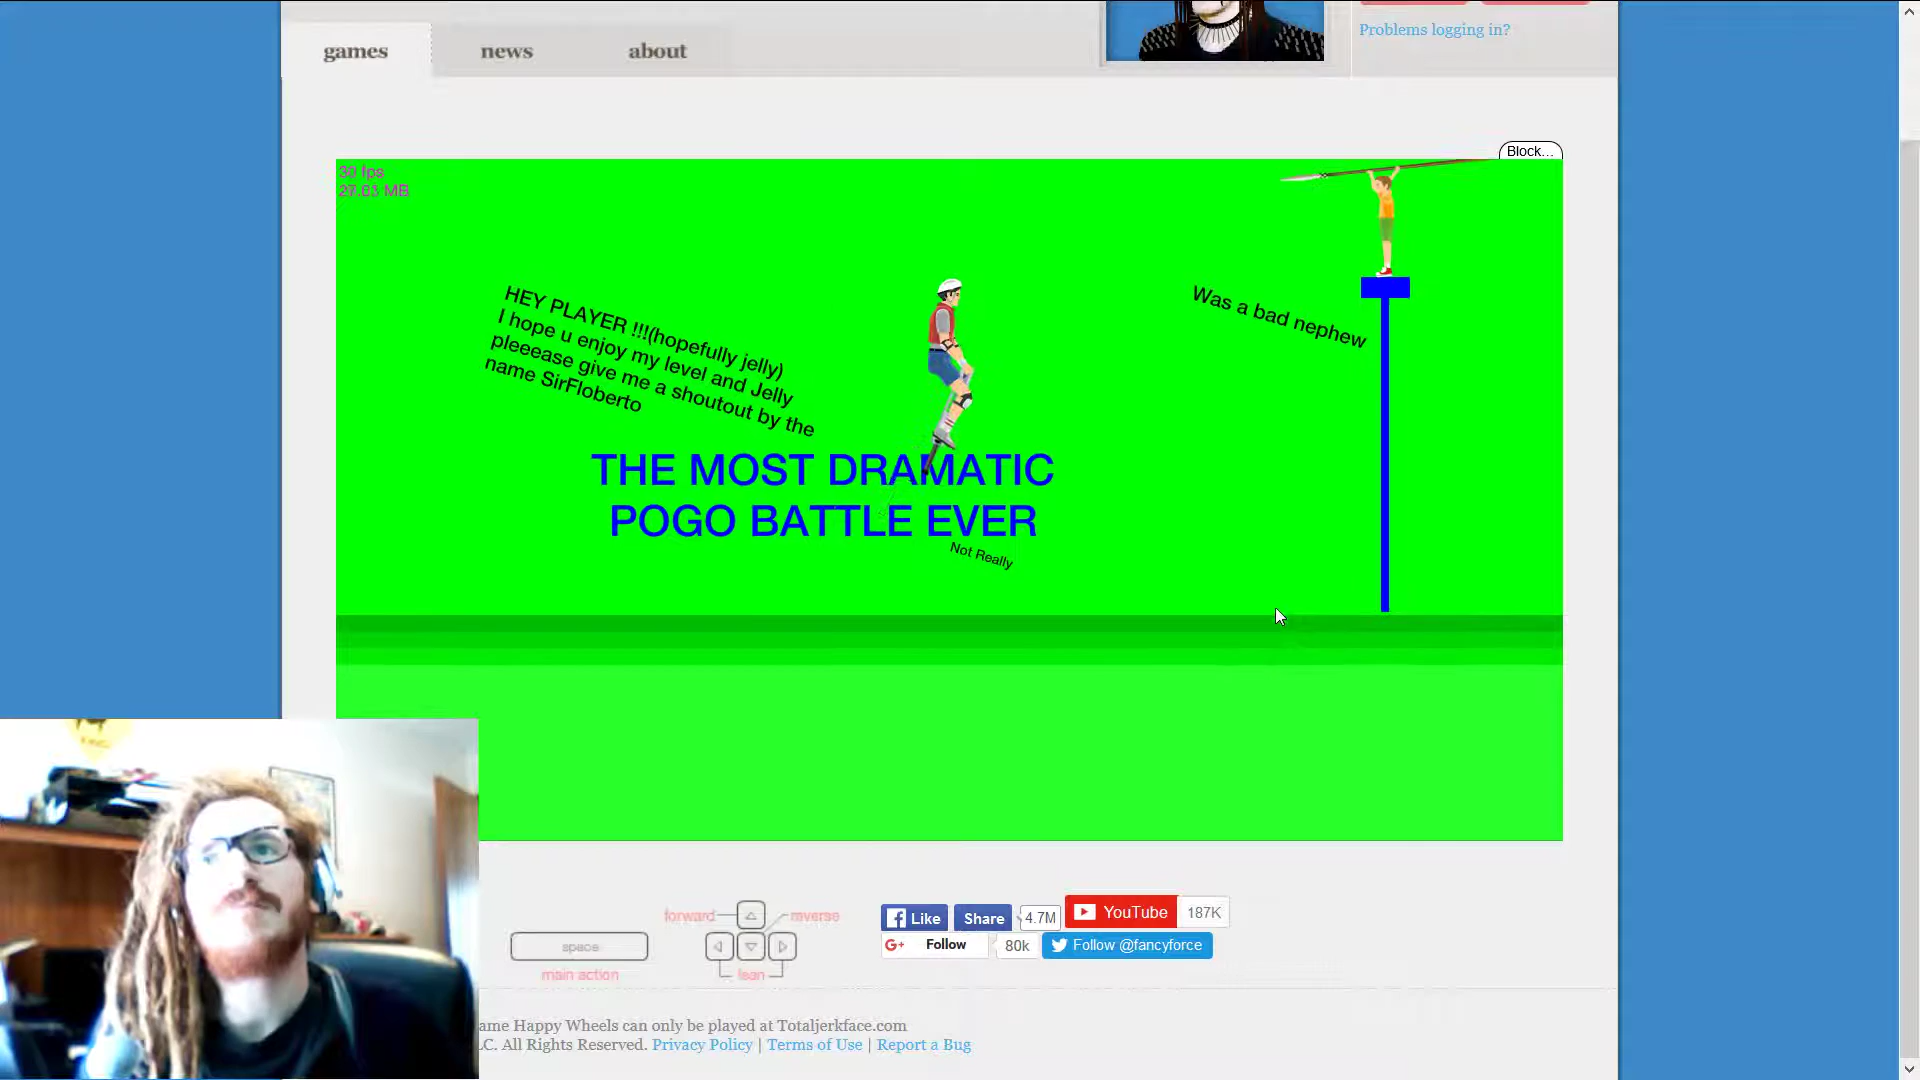 Problems logging in?
games
news
about
Block...
30 fps
27.63 MB
HEY PLAYER !!!(hopefully jelly)
I hope u enjoy my level and Jelly
pleeease give me a shoutout by the
name SirFloberto
Was a bad nephew
THE MOST DRAMATIC
POGO BATTLE EVER
Not Really
forward
reverse
space
main action
lean
Like
Share
4.7M
YouTube
187K
G+
Follow
80k
Follow @fancyforce
ame Happy Wheels can only be played at Totaljerkface.com
C. All Rights Reserved. Privacy Policy | Terms of Use | Report a Bug